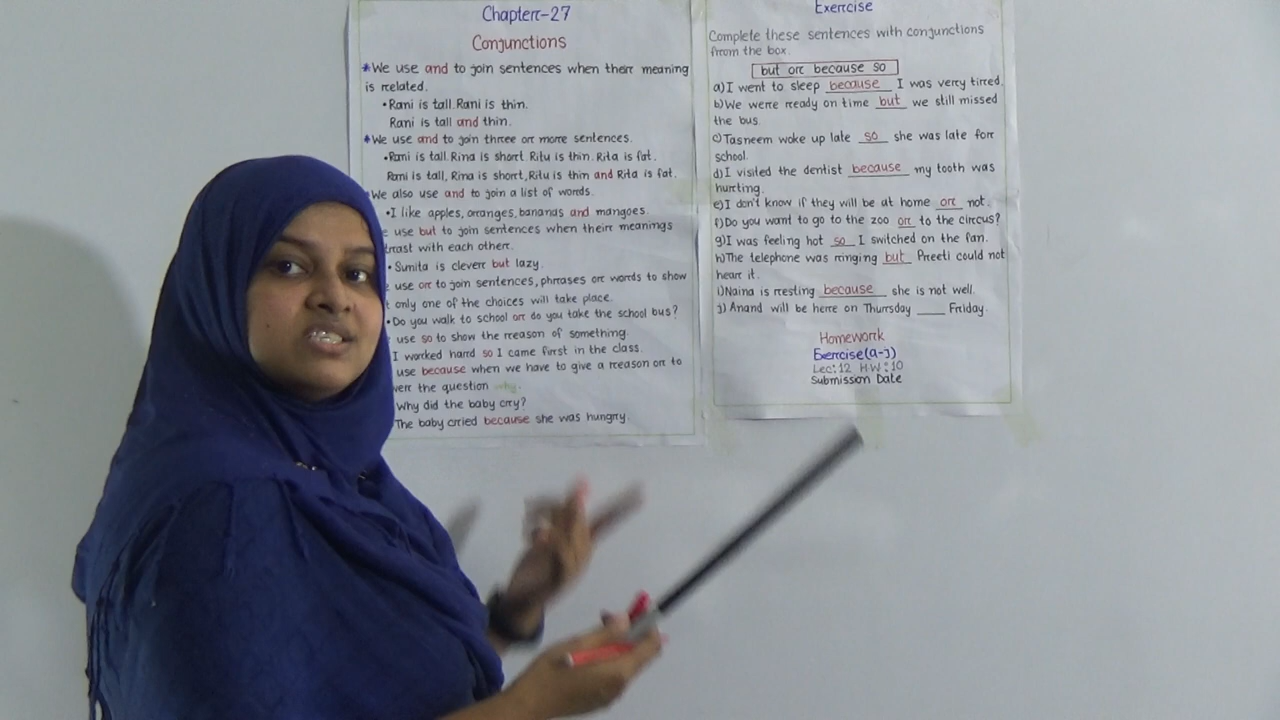 Chapter-27
Conjunctions
*We use and to join sentences when their meaning
is related.
•Rani is tall. Rani is thin.
Rani is tall and thin.
*We use and to join three or more sentences.
•Rani is tall. Rina is short. Ritu is thin. Rita is fat.
Rani is tall, Rina is short, Ritu is thin and Rita is fat.
We also use and to join a list of words.
•I like apples, oranges, bananas and mangoes.
use but to join sentences when their meanings
with each other.
•Sumita is clever but lazy.
use or to join sentences, phrases or words to show
only one of the choices will take place.
•Do you walk to school or do you take the school bus?
use so to show the reason of something.
I worked hard so I came first in the class.
use because when we have to give a reason or to
the question why.
Why did the baby cry?
The baby cried because she was hungry.
Exercise
Complete these sentences with conjunctions
from the box.
but or because so
a) I went to sleep because I was very tired.
b) We were ready on time but we still missed
the bus.
c) Tasneem woke up late so she was late for
school.
d) I visited the dentist because my tooth was
hurting.
e) I don't know if they will be at home or not.
f) Do you want to go to the zoo or to the circus?
g) I was feeling hot so I switched on the fan.
h) The telephone was ringing but Preeti could not
hear it.
i) Naina is resting because she is not well.
j) Anand will be here on Thursday ____ Friday.
Homework
Exercise(a-j)
Lec:12 H.W:10
Submisson Date